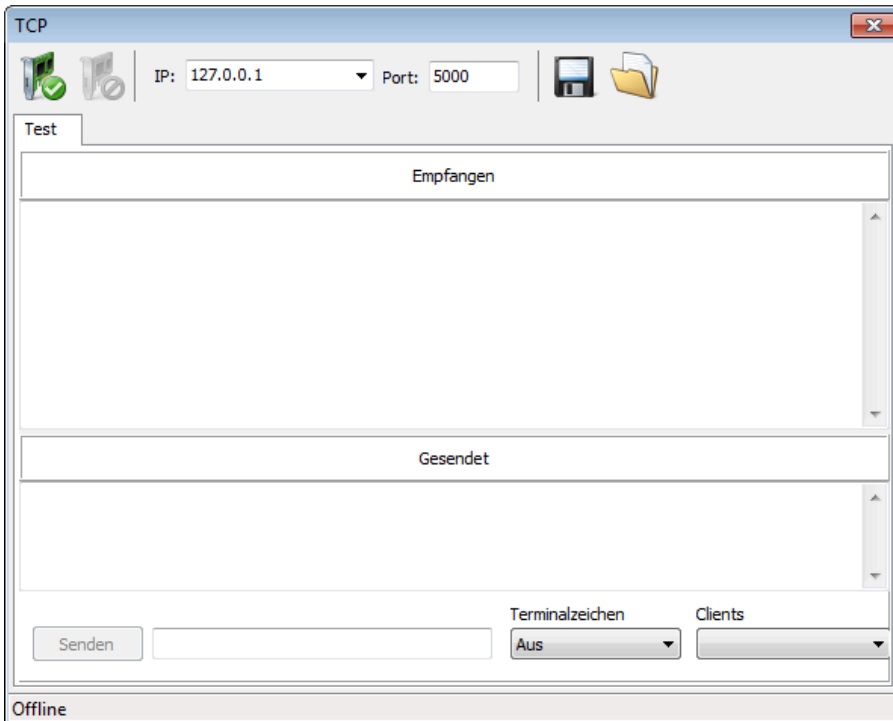 TCP
IP: 127.0.0.1 Port: 5000
Test
Empfangen
Gesendet
Terminalzeichen Clients
Senden Aus
Offline